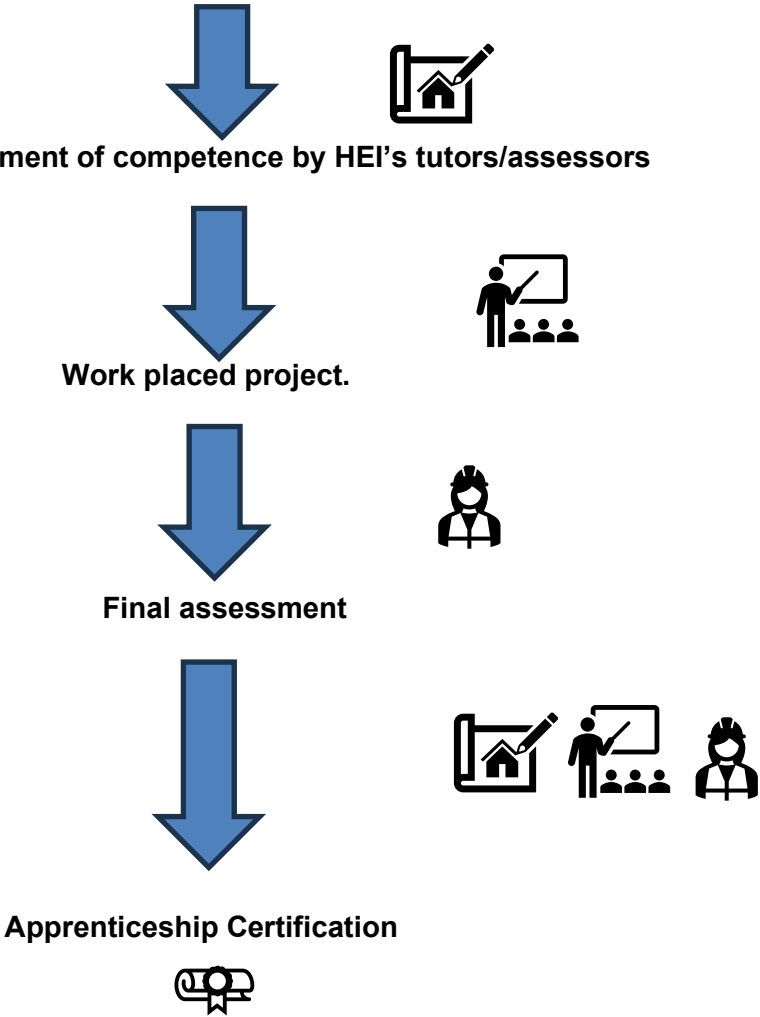 ment of competence by HEI’s tutors/assessors
Work placed project.
Final assessment
Apprenticeship Certification